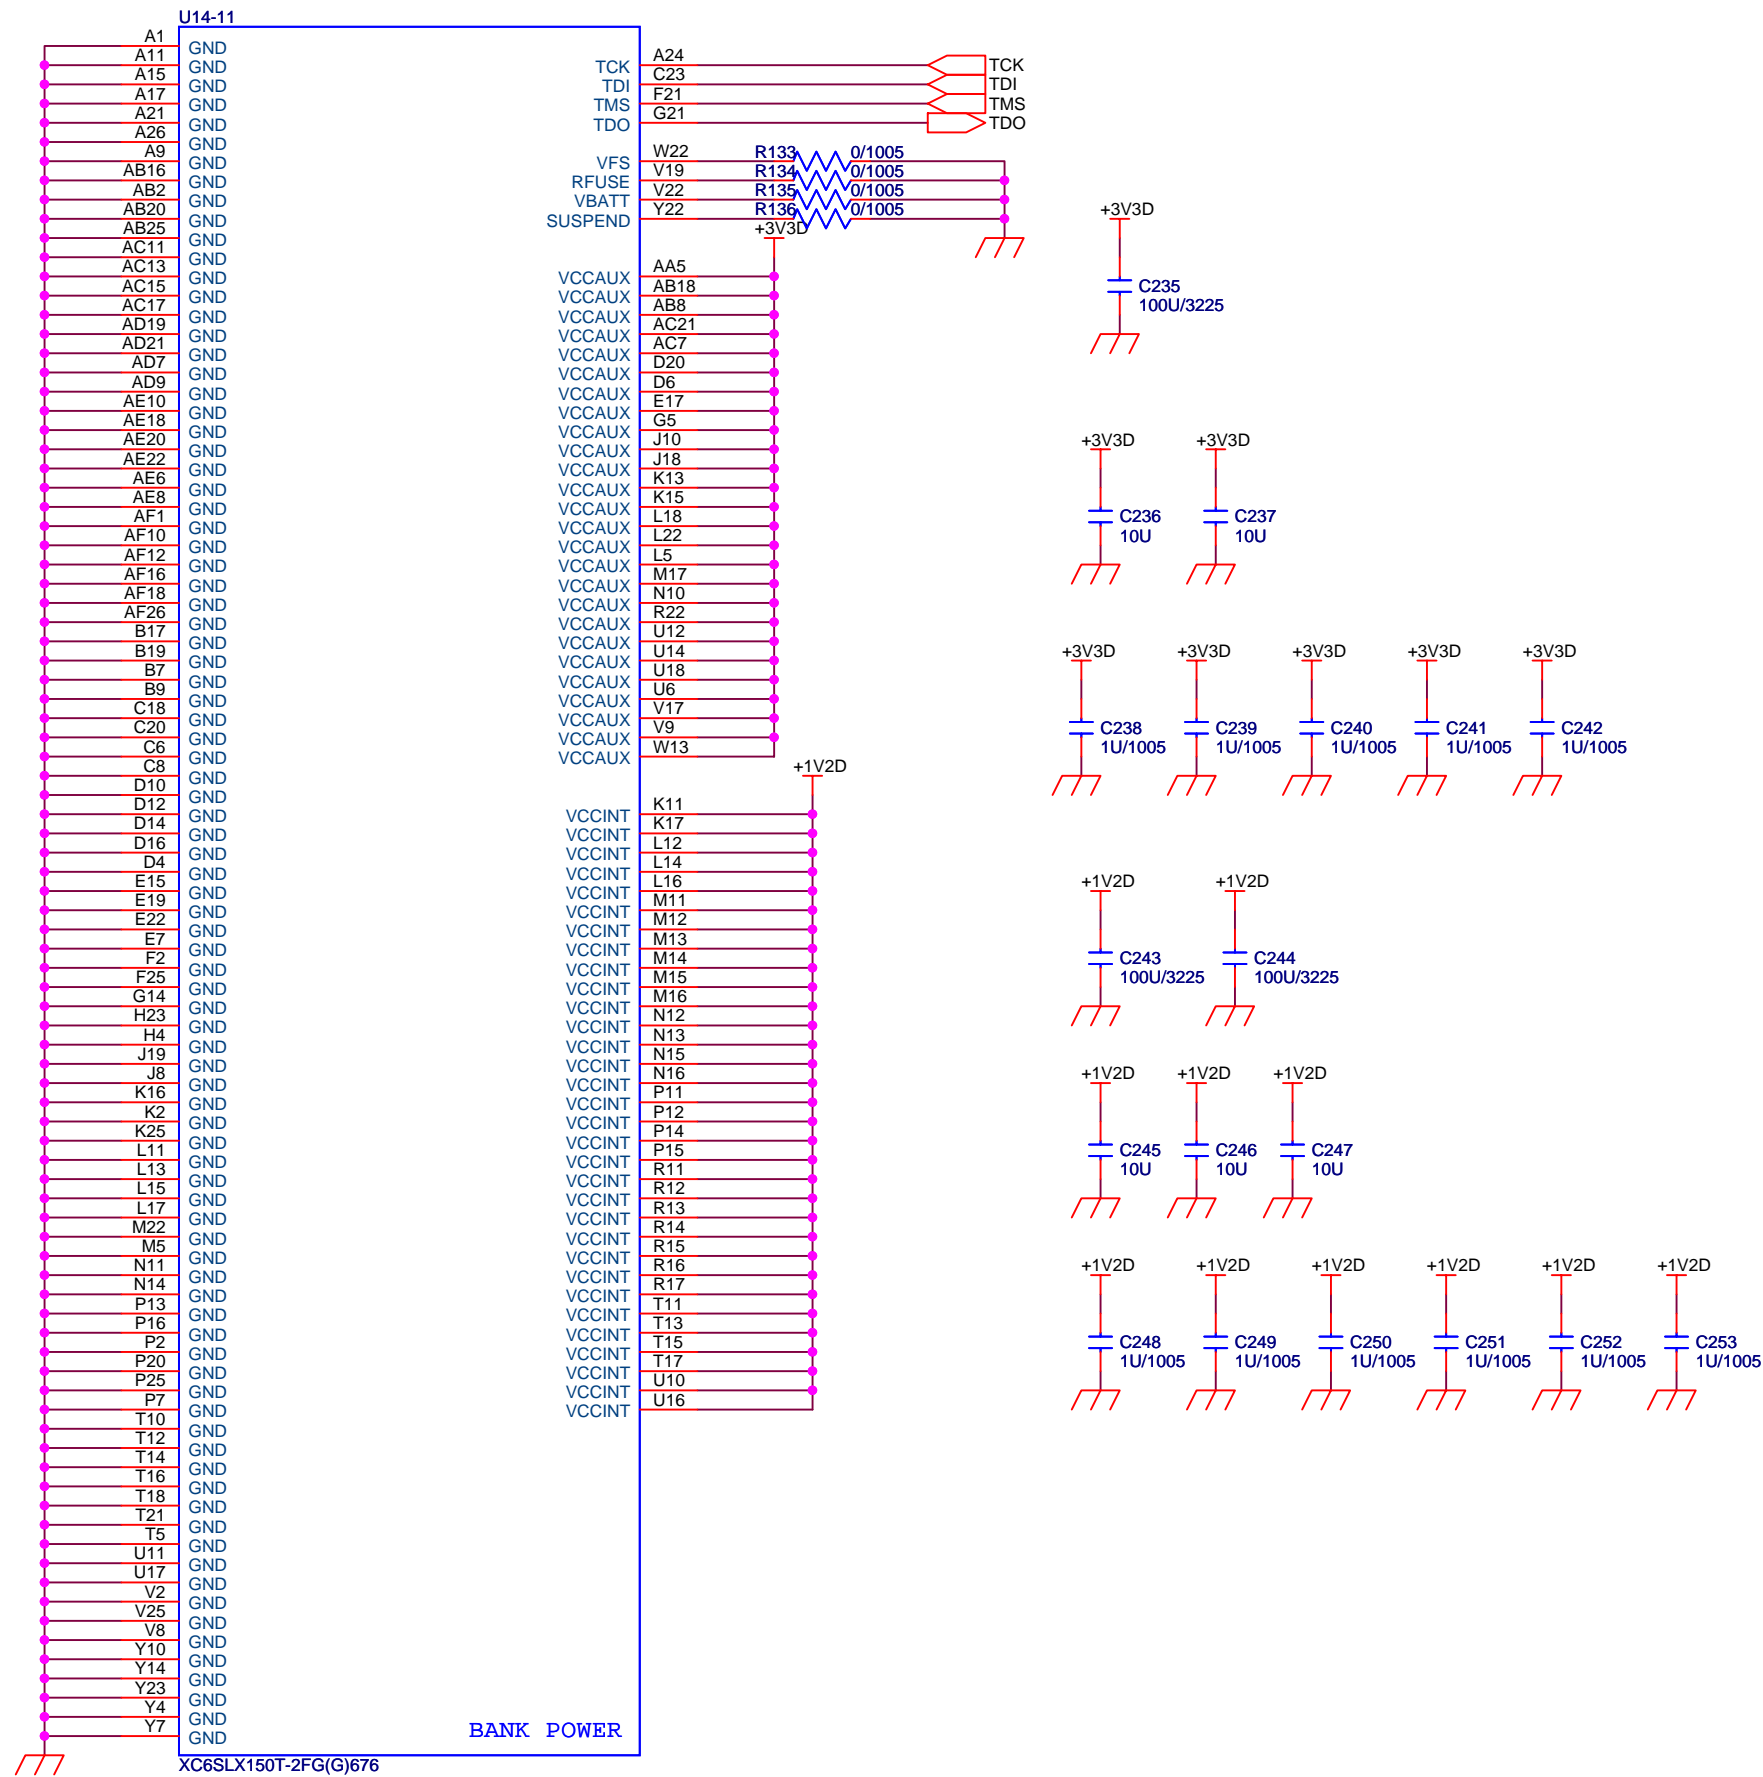 U14-11
A1 GND
A11 GND
A15 GND
A17 GND
A21 GND
A26 GND
A9 GND
AB16 GND
AB2 GND
AB20 GND
AB25 GND
AC11 GND
AC13 GND
AC15 GND
AC17 GND
AD19 GND
AD21 GND
AD7 GND
AD9 GND
AE10 GND
AE18 GND
AE20 GND
AE22 GND
AE6 GND
AE8 GND
AF1 GND
AF10 GND
AF12 GND
AF16 GND
AF18 GND
AF26 GND
B17 GND
B19 GND
B7 GND
B9 GND
C18 GND
C20 GND
C6 GND
C8 GND
D10 GND
D12 GND
D14 GND
D16 GND
D4 GND
E15 GND
E19 GND
E22 GND
E7 GND
F2 GND
F25 GND
G14 GND
H23 GND
H4 GND
J19 GND
J8 GND
K16 GND
K2 GND
K25 GND
L11 GND
L13 GND
L15 GND
L17 GND
M22 GND
M5 GND
N11 GND
N14 GND
P13 GND
P16 GND
P2 GND
P20 GND
P25 GND
P7 GND
T10 GND
T12 GND
T14 GND
T16 GND
T18 GND
T21 GND
T5 GND
U11 GND
U17 GND
V2 GND
V25 GND
V8 GND
Y10 GND
Y14 GND
Y23 GND
Y4 GND
Y7 GND
TCK A24 TCK
TDI C23 TDI
TMS F21 TMS
TDO G21 TDO
VFS W22 R133 0/1005
RFUSE V19 R134 0/1005
VBATT V22 R135 0/1005
SUSPEND Y22 R136 0/1005
+3V3D
VCCAUX AA5
VCCAUX AB18
VCCAUX AB8
VCCAUX AC21
VCCAUX AC7
VCCAUX D20
VCCAUX D6
VCCAUX E17
VCCAUX G5
VCCAUX J10
VCCAUX J18
VCCAUX K13
VCCAUX K15
VCCAUX L18
VCCAUX L22
VCCAUX L5
VCCAUX M17
VCCAUX N10
VCCAUX R22
VCCAUX U12
VCCAUX U14
VCCAUX U18
VCCAUX U6
VCCAUX V17
VCCAUX V9
VCCAUX W13
+1V2D
VCCINT K11
VCCINT K17
VCCINT L12
VCCINT L14
VCCINT L16
VCCINT M11
VCCINT M12
VCCINT M13
VCCINT M14
VCCINT M15
VCCINT M16
VCCINT N12
VCCINT N13
VCCINT N15
VCCINT N16
VCCINT P11
VCCINT P12
VCCINT P14
VCCINT P15
VCCINT R11
VCCINT R12
VCCINT R13
VCCINT R14
VCCINT R15
VCCINT R16
VCCINT R17
VCCINT T11
VCCINT T13
VCCINT T15
VCCINT T17
VCCINT U10
VCCINT U16
BANK POWER
XC6SLX150T-2FG(G)676
+3V3D
C235
100U/3225
+3V3D +3V3D
C236 C237
10U 10U
+3V3D +3V3D +3V3D +3V3D +3V3D
C238 C239 C240 C241 C242
1U/1005 1U/1005 1U/1005 1U/1005 1U/1005
+1V2D +1V2D
C243 C244
100U/3225 100U/3225
+1V2D +1V2D +1V2D
C245 C246 C247
10U 10U 10U
+1V2D +1V2D +1V2D +1V2D +1V2D +1V2D
C248 C249 C250 C251 C252 C253
1U/1005 1U/1005 1U/1005 1U/1005 1U/1005 1U/1005